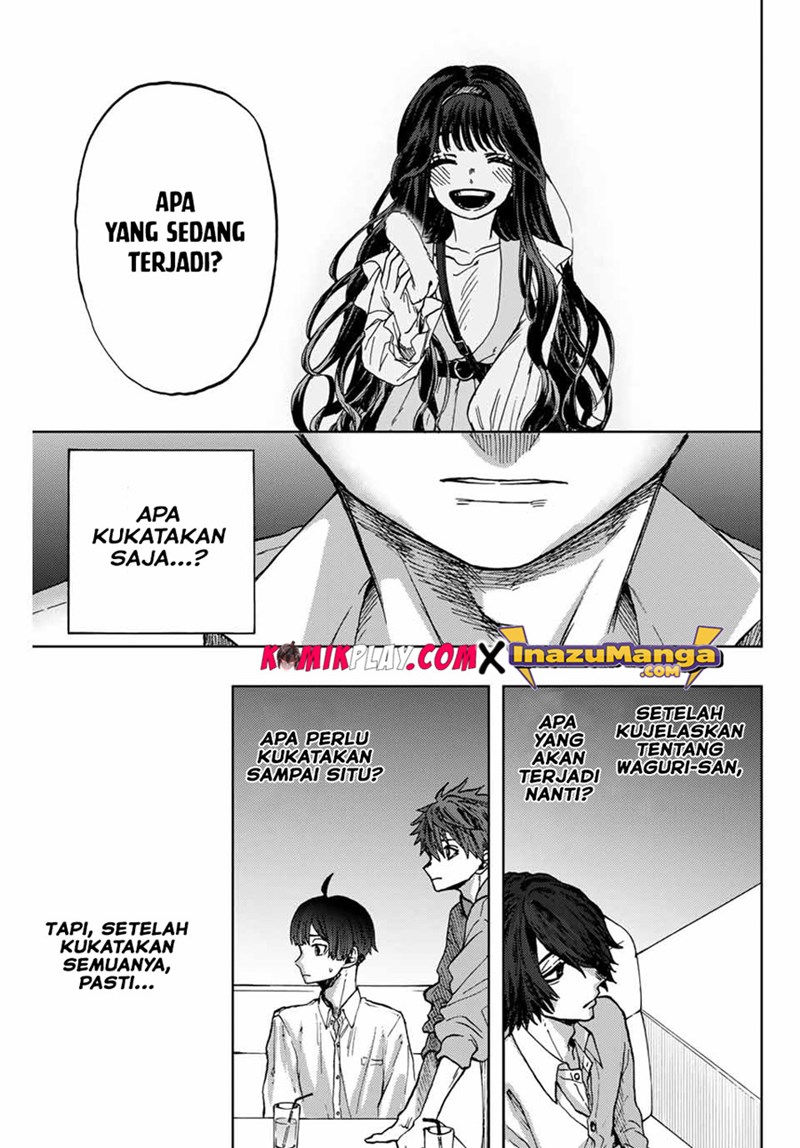 APA
YANG SEDANG
TERJADI?
APA
KUKATAKAN
SAJA...?
KOMIKPLAY.COM X INAZUMANGA
.COM
SETELAH
KUJELASKAN
TENTANG
WAGURI-SAN,
APA
YANG
AKAN
TERJADI
NANTI?
APA PERLU
KUKATAKAN
SAMPAI SITU?
TAPI, SETELAH
KUKATAKAN
SEMUANYA,
PASTI...